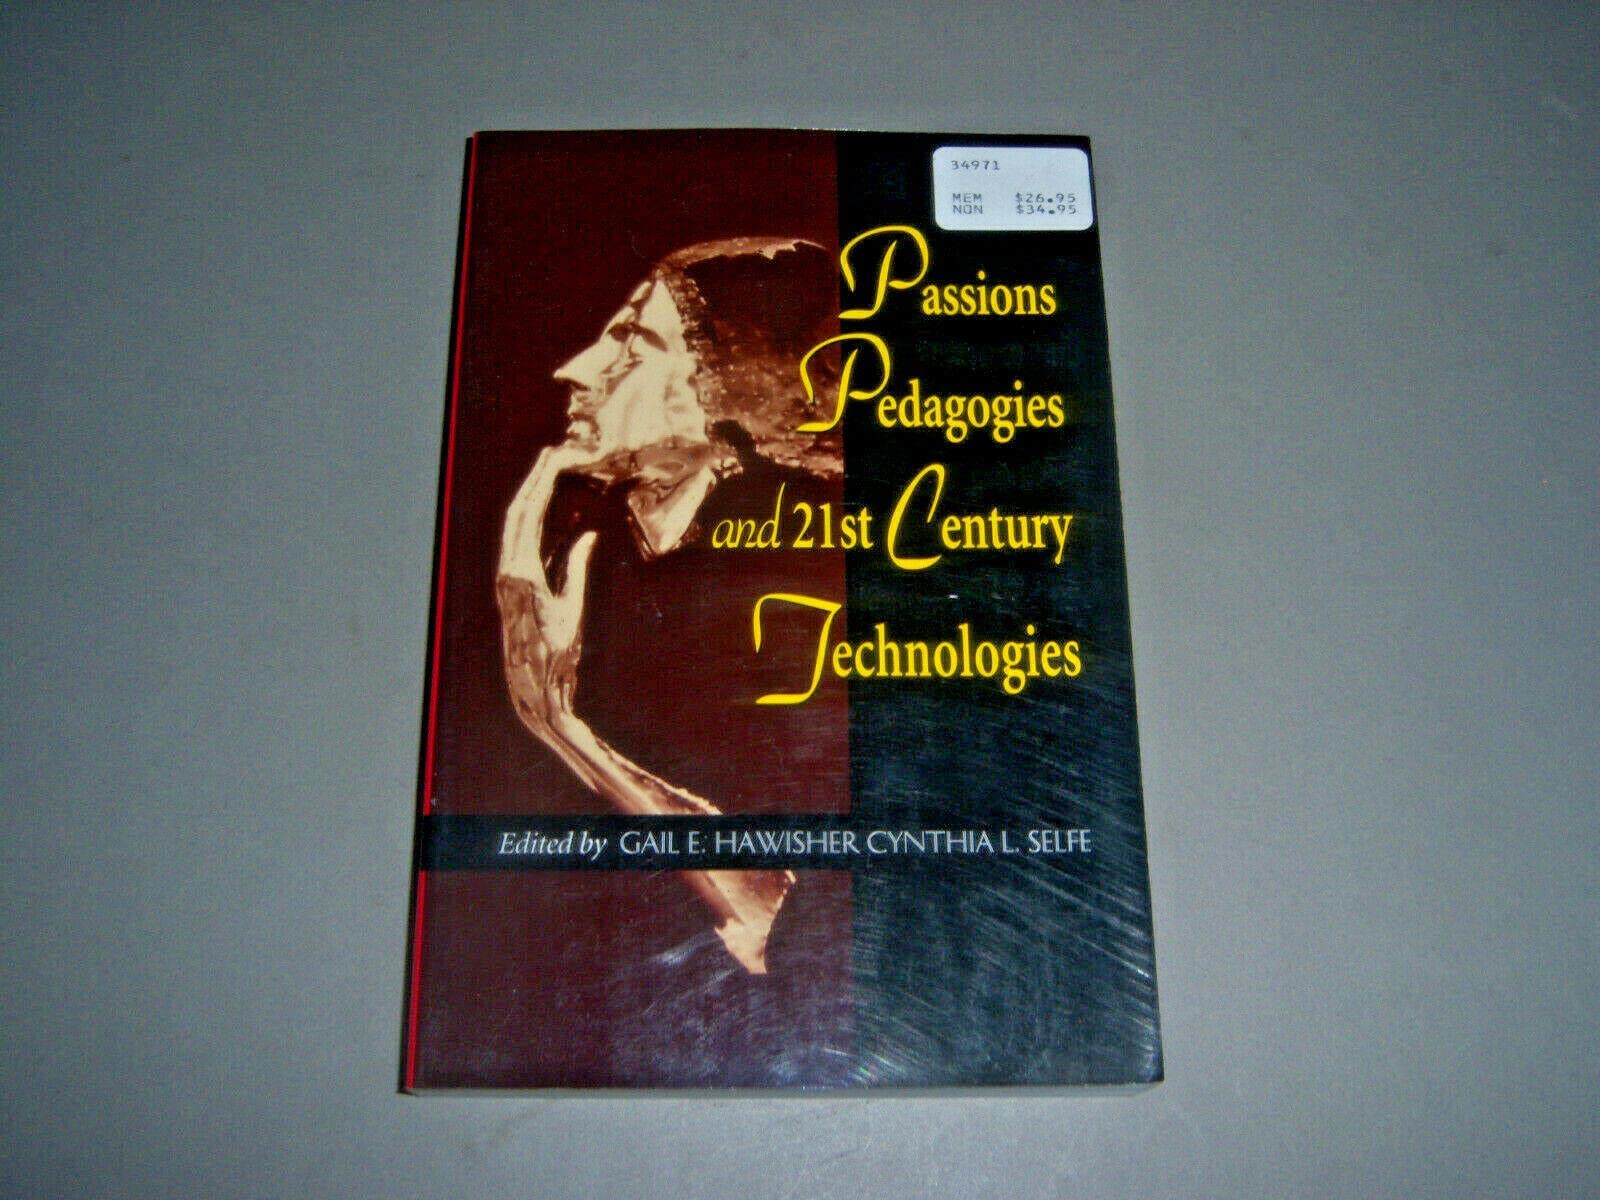 34971
MEM $26.95
NON $34.95
Passions
Pedagogies
and 21st Century
Technologies
Edited by GAIL E. HAWISHER CYNTHIA L. SELFE